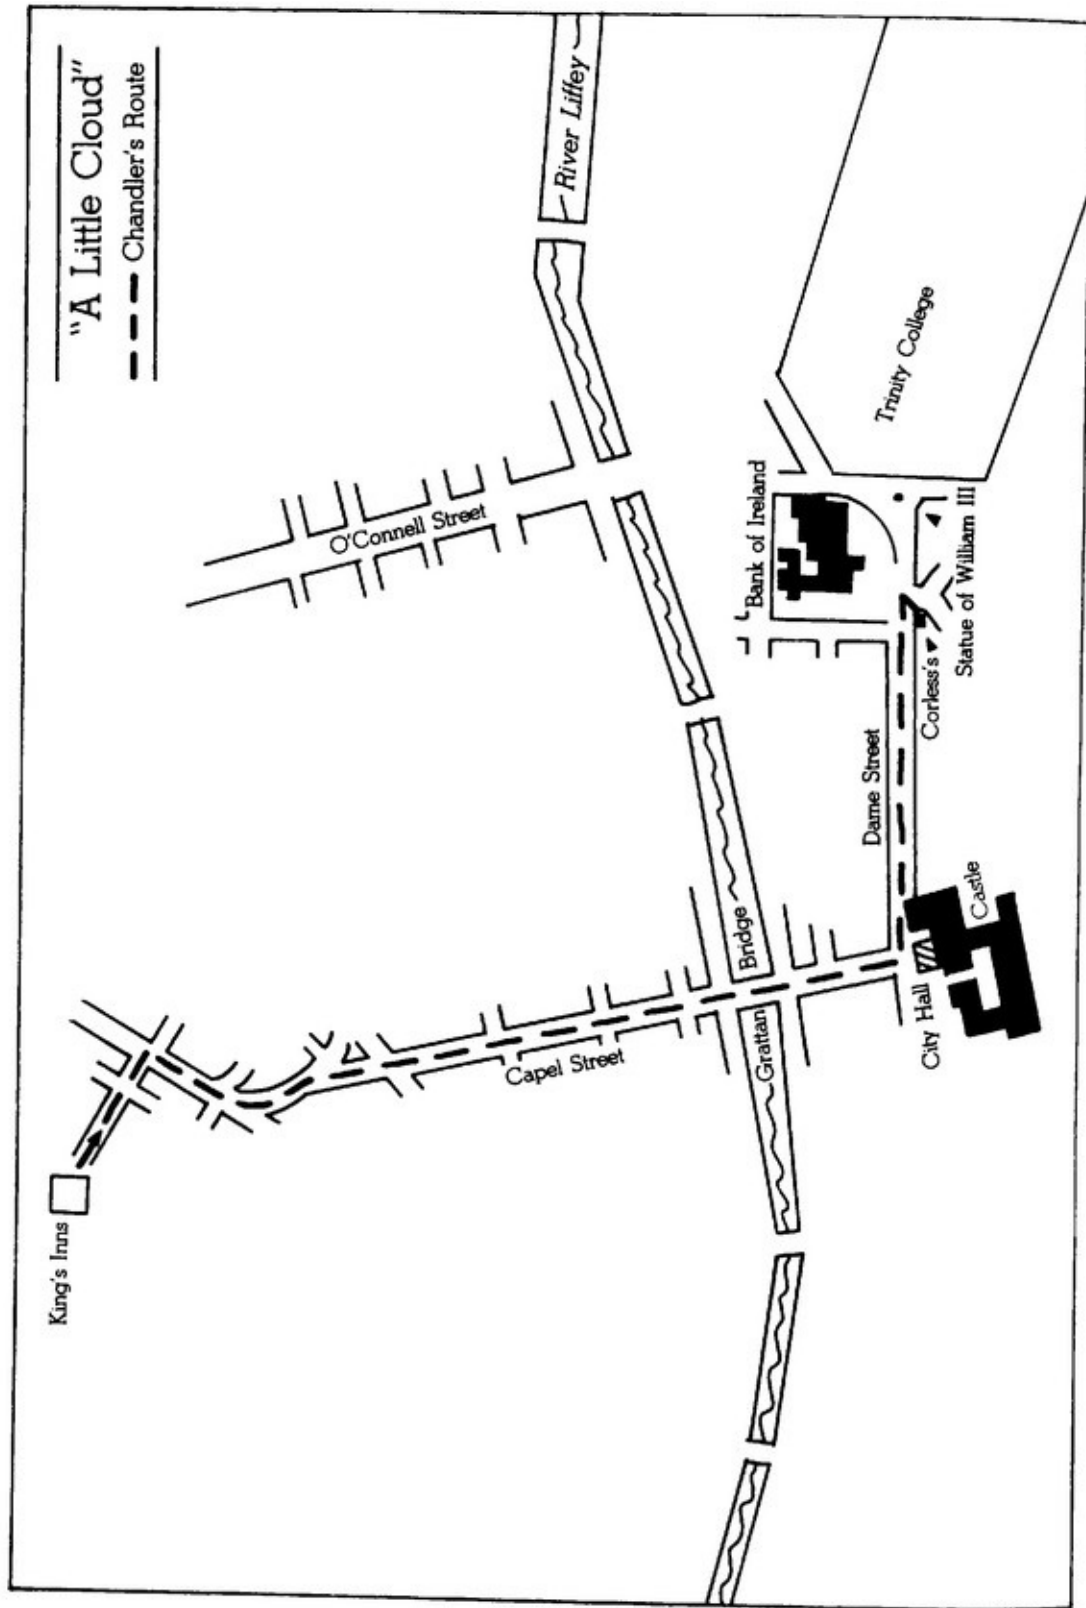 "A Little Cloud"
Chandler's Route
King's Inns
O'Connell Street
River Liffey
Capel Street
Grattan Bridge
Bank of Ireland
Trinity College
Dame Street
City Hall
Castle
Corless's
Statue of William III